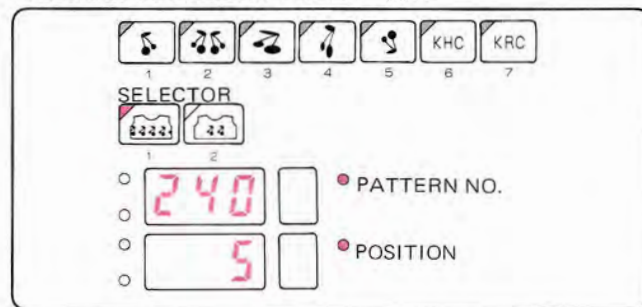 KHC KRC
1 2 3 4 5 6 7
SELECTOR
1 2
240 PATTERN NO.
5 POSITION